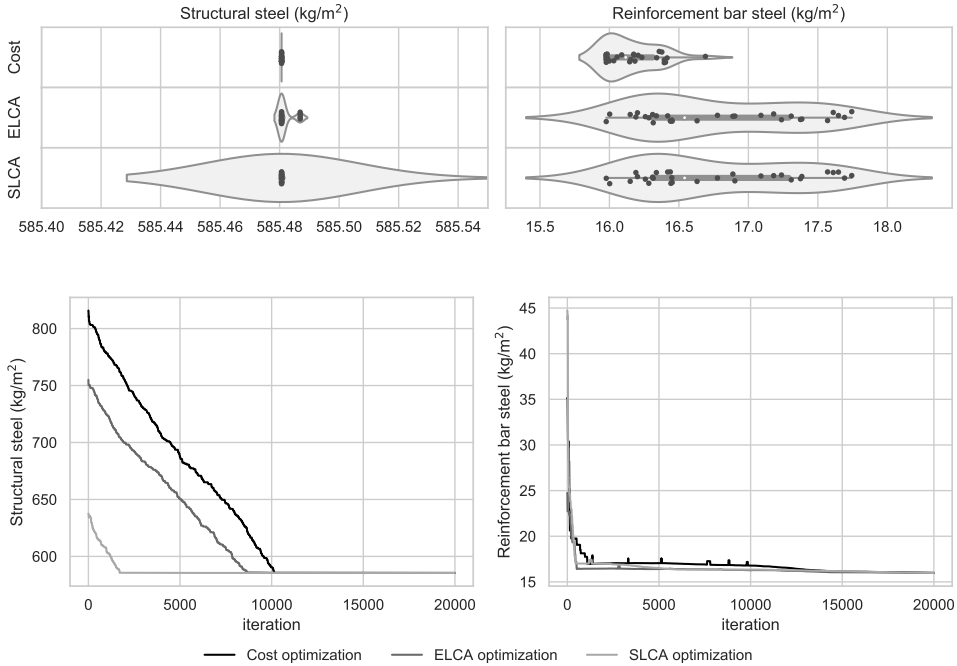 Structural steel (kg/m²)
Reinforcement bar steel (kg/m²)
Cost
ELCA
SLCA
585.40 585.42 585.44 585.46 585.48 585.50 585.52 585.54
15.5 16.0 16.5 17.0 17.5 18.0
Structural steel (kg/m²)
800
750
700
650
600
0 5000 10000 15000 20000
iteration
Reinforcement bar steel (kg/m²)
45
40
35
30
25
20
15
0 5000 10000 15000 20000
iteration
Cost optimization ELCA optimization SLCA optimization